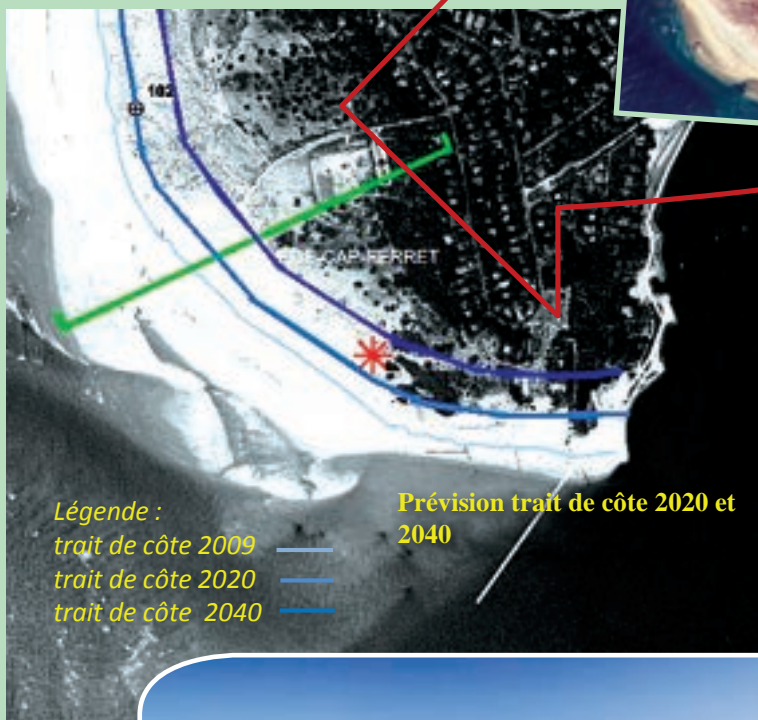 102
CAP-FERRET
Légende :
trait de côte 2009
trait de côte 2020
trait de côte 2040
Prévision trait de côte 2020 et
2040